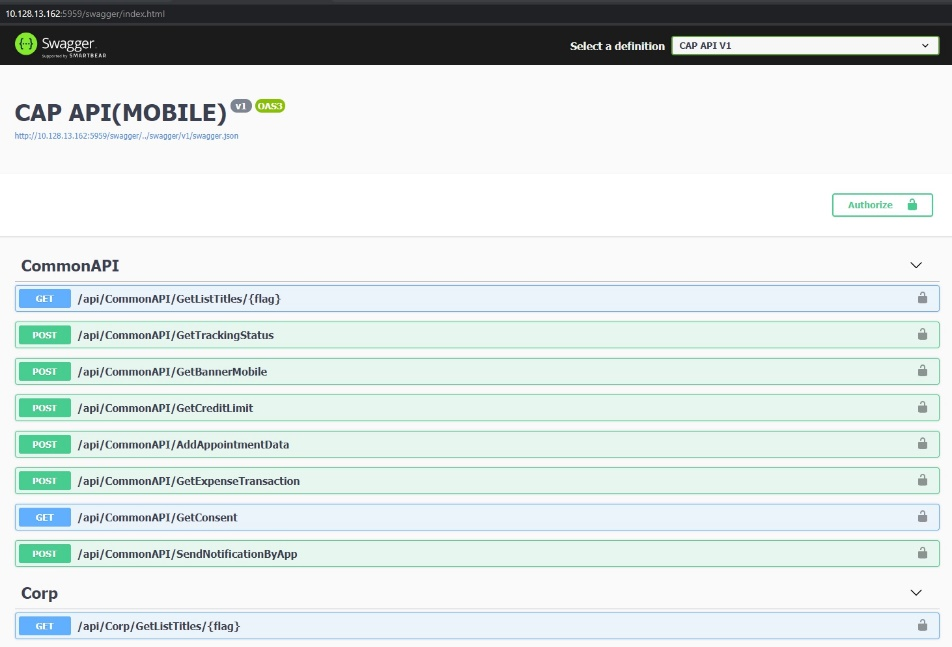 10.128.13.162:5959/swagger/index.html
{···} Swagger
Supported by SMARTBEAR
Select a definition CAP API V1
CAP API(MOBILE) v1 OAS3
http://10.128.13.162:5959/swagger/../swagger/v1/swagger.json
Authorize
CommonAPI
GET /api/CommonAPI/GetListTitles/{flag}
POST /api/CommonAPI/GetTrackingStatus
POST /api/CommonAPI/GetBannerMobile
POST /api/CommonAPI/GetCreditLimit
POST /api/CommonAPI/AddAppointmentData
POST /api/CommonAPI/GetExpenseTransaction
GET /api/CommonAPI/GetConsent
POST /api/CommonAPI/SendNotificationByApp
Corp
GET /api/Corp/GetListTitles/{flag}